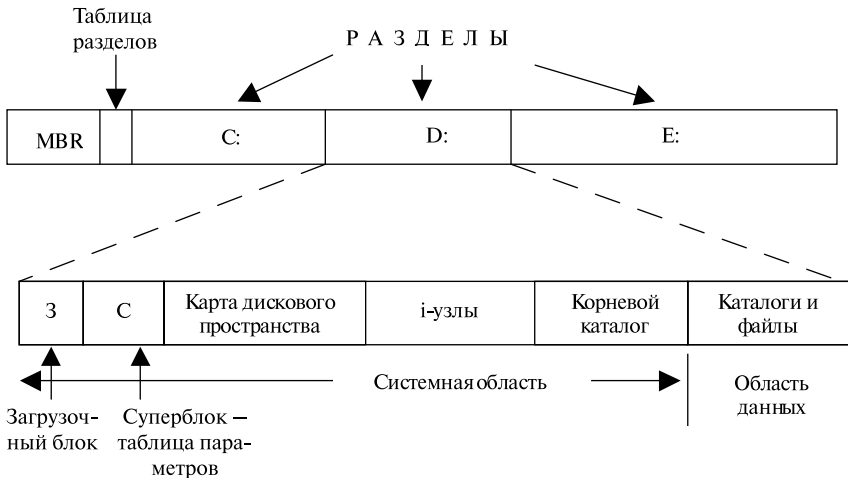 Таблица
разделов
Р А З Д Е Л Ы
MBR
C:
D:
E:
З
С
Карта дискового
пространства
i-узлы
Корневой
каталог
Каталоги и
файлы
Системная область
Область
данных
Загрузоч-
ный блок
Суперблок –
таблица пара-
метров